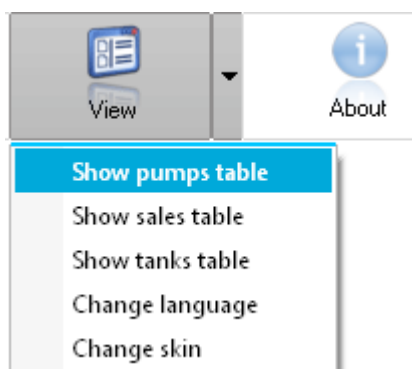 View
About
Show pumps table
Show sales table
Show tanks table
Change language
Change skin